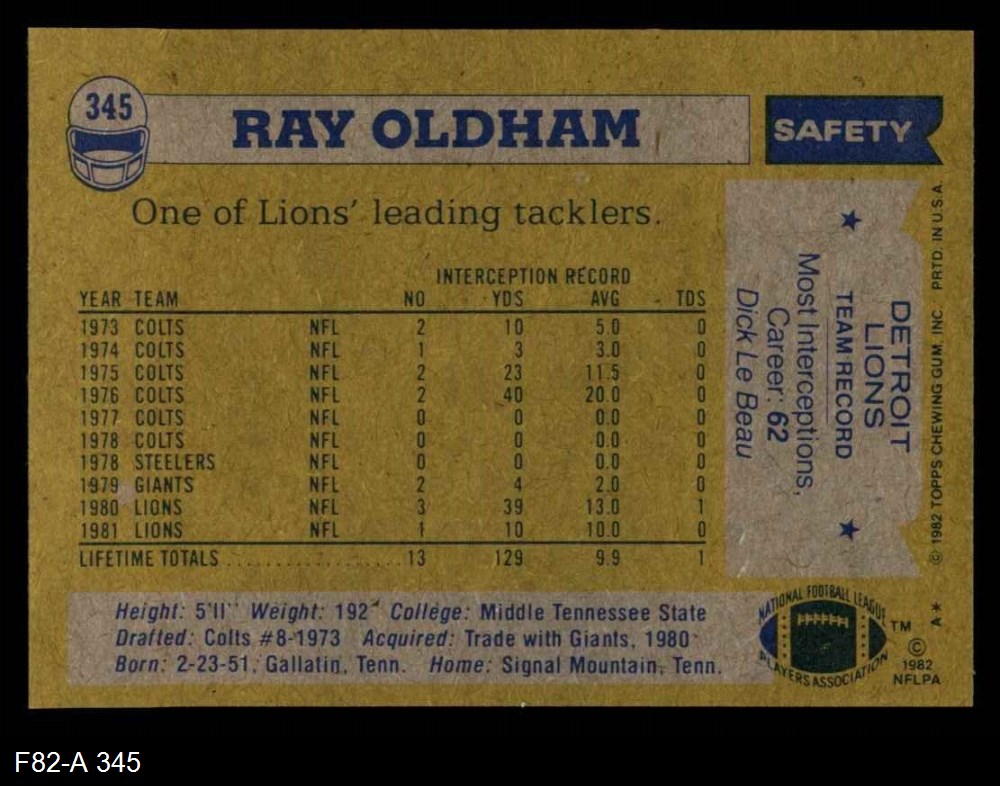 345
RAY OLDHAM
SAFETY
One of Lions' leading tacklers.
INTERCEPTION RECORD
YEAR TEAM NO YDS AVG TDS
1973 COLTS NFL 2 10 5.0 0
1974 COLTS NFL 1 3 3.0 0
1975 COLTS NFL 2 23 11.5 0
1976 COLTS NFL 2 40 20.0 0
1977 COLTS NFL 0 0 0.0 0
1978 COLTS NFL 0 0 0.0 0
1978 STEELERS NFL 0 0 0.0 0
1979 GIANTS NFL 2 4 2.0 0
1980 LIONS NFL 3 39 13.0 1
1981 LIONS NFL 1 10 10.0 0
LIFETIME TOTALS 13 129 9.9 1
Height: 5'11" Weight: 192 College: Middle Tennessee State
Drafted: Colts #8-1973 Acquired: Trade with Giants, 1980
Born: 2-23-51, Gallatin, Tenn. Home: Signal Mountain, Tenn.
DETROIT
LIONS
★ TEAM RECORD ★
Most Interceptions,
Career: 62
Dick Le Beau
© 1982 TOPPS CHEWING GUM, INC. PRTD. IN U.S.A.
A*
NATIONAL FOOTBALL LEAGUE
PLAYERS ASSOCIATION
TM
©
1982
NFLPA
F82-A 345